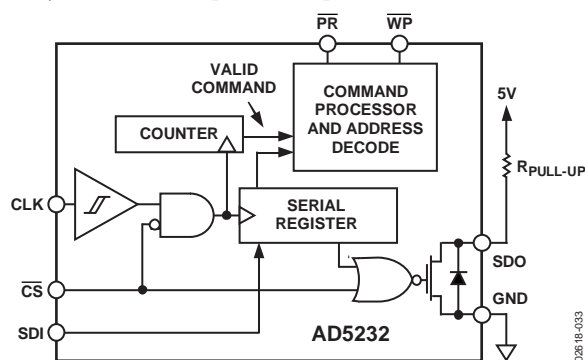 PR
WP
VALID
COMMAND
COMMAND
PROCESSOR
AND ADDRESS
DECODE
5V
COUNTER
RPULL-UP
CLK
SERIAL
REGISTER
SDO
CS
GND
SDI
AD5232
02618-033